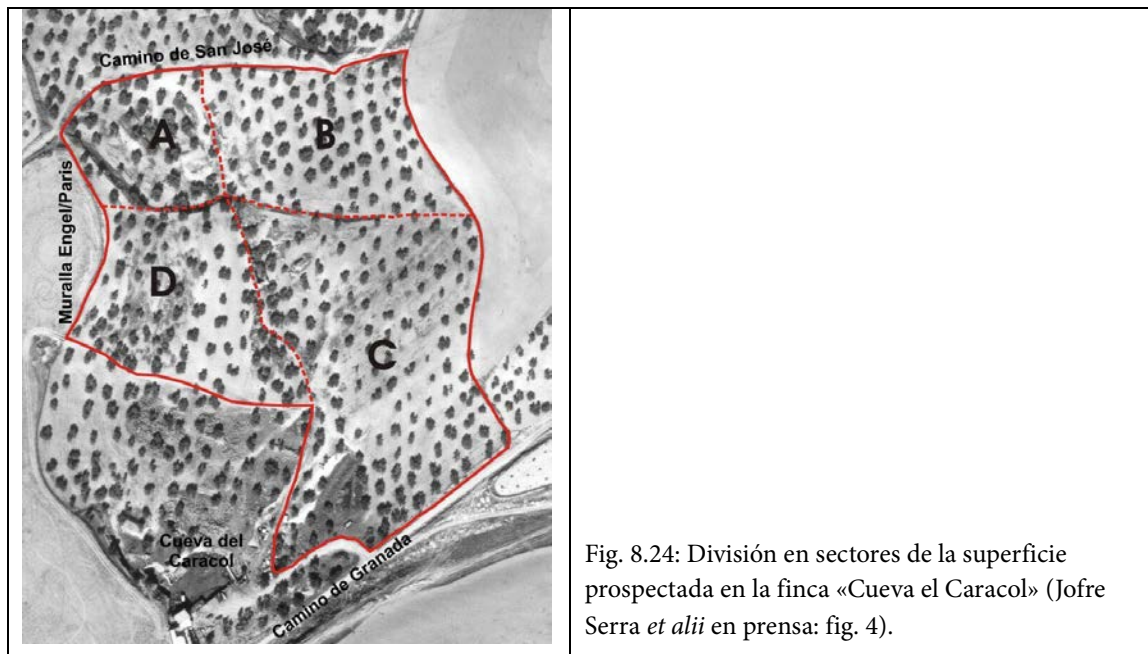 Camino de San José
A
B
Muralla Engel/Paris
D
C
Cueva del
Caracol
Camino de Granada
Fig. 8.24: División en sectores de la superficie
prospectada en la finca «Cueva el Caracol» (Jofre
Serra et alii en prensa: fig. 4).